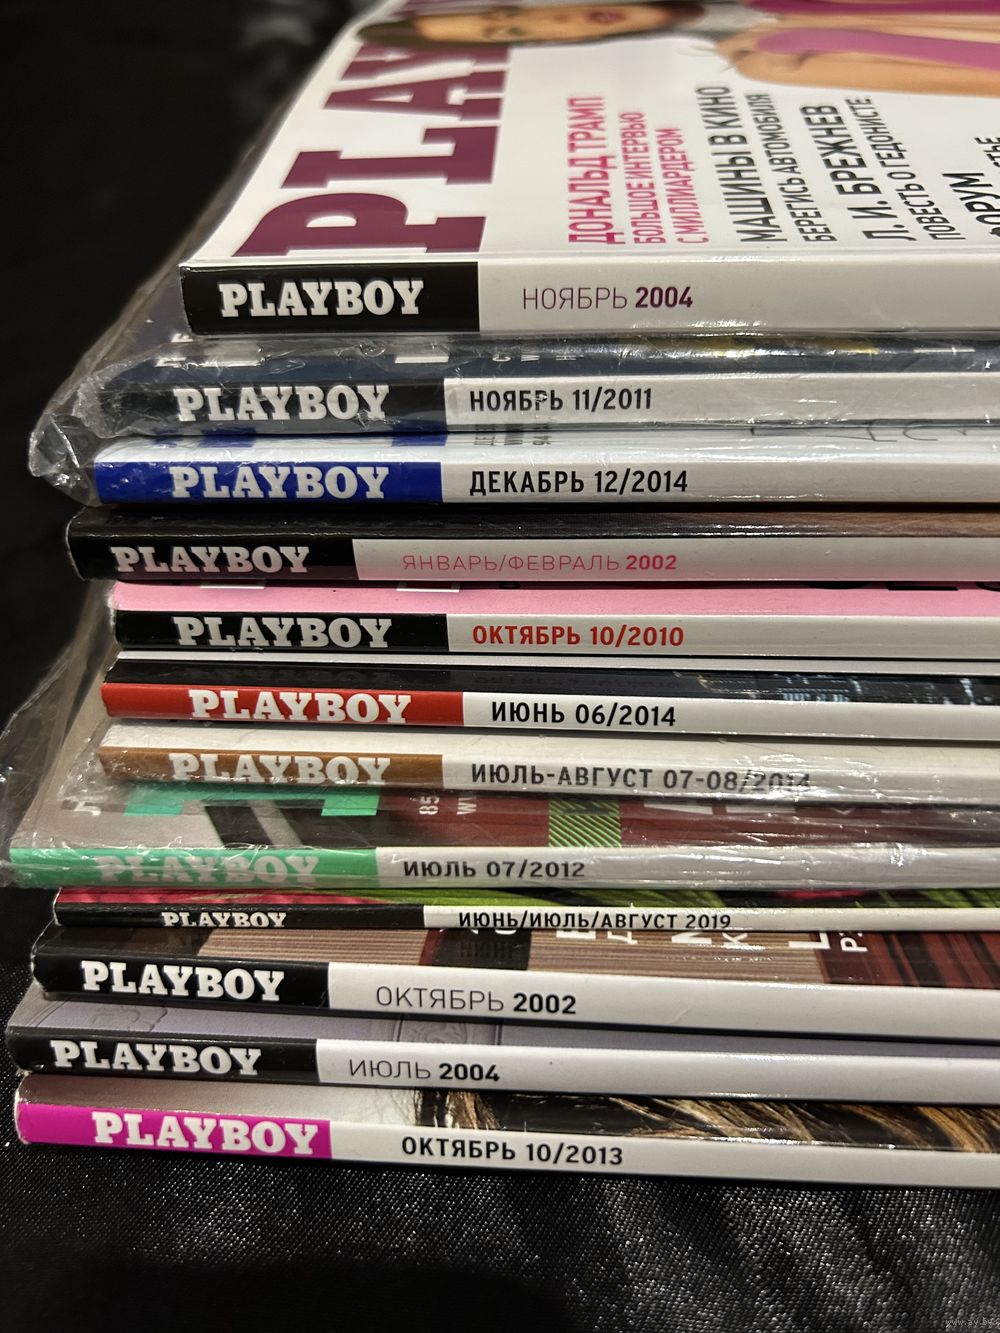 PLAY
ДОНАЛЬД ТРАМП
БОЛЬШОЕ ИНТЕРВЬЮ
С МИЛЛИАРДЕРОМ
МАШИНЫ В КИНО
БЕРЕГИСЬ АВТОМОБИЛЯ
Л. И. БРЕЖНЕВ
ПОВЕСТЬ О ГЕДОНИСТЕ
PLAYBOY НОЯБРЬ 2004
PLAYBOY НОЯБРЬ 11/2011
PLAYBOY ДЕКАБРЬ 12/2014
PLAYBOY ЯНВАРЬ/ФЕВРАЛЬ 2002
PLAYBOY ОКТЯБРЬ 10/2010
PLAYBOY ИЮНЬ 06/2014
PLAYBOY ИЮЛЬ-АВГУСТ 07-08/2014
PLAYBOY ИЮЛЬ 07/2012
PLAYBOY ИЮНЬ/ИЮЛЬ/АВГУСТ 2019
PLAYBOY ОКТЯБРЬ 2002
PLAYBOY ИЮЛЬ 2004
PLAYBOY ОКТЯБРЬ 10/2013
www.ay.by